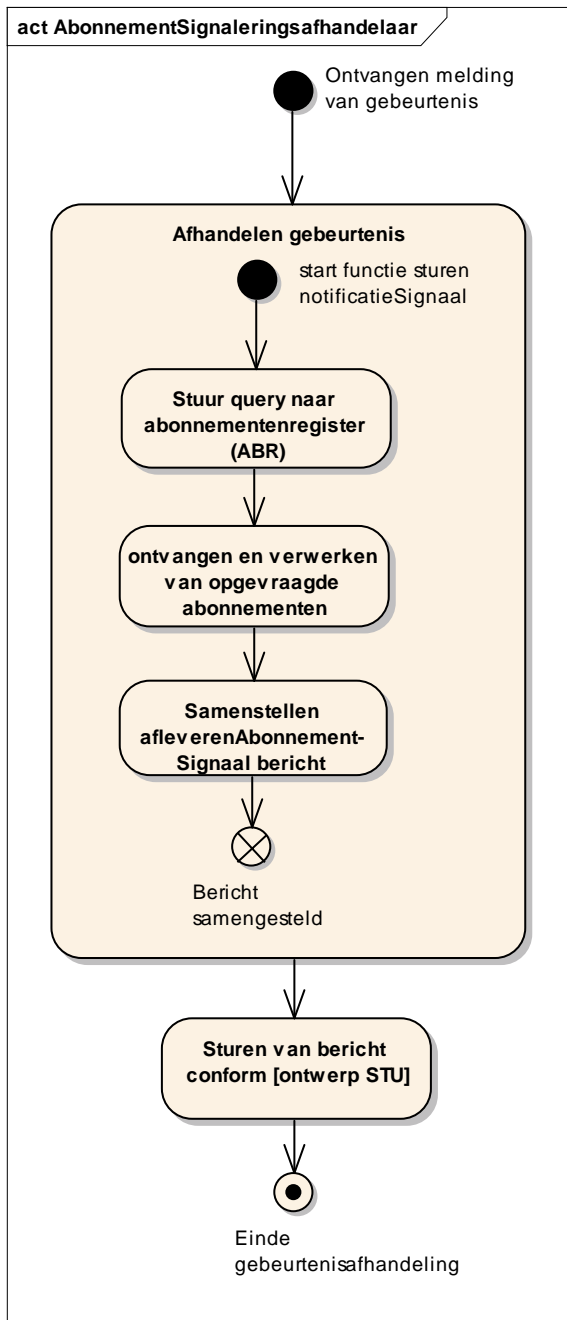 act AbonnementSignaleringsafhandelaar
Ontvangen melding
van gebeurtenis
Afhandelen gebeurtenis
start functie sturen
notificatieSignaal
Stuur query naar
abonnementenregister
(ABR)
ontvangen en verwerken
van opgevraagde
abonnementen
Samenstellen
afleverenAbonnement-
Signaal bericht
Bericht
samengesteld
Sturen van bericht
conform [ontwerp STU]
Einde
gebeurtenisafhandeling